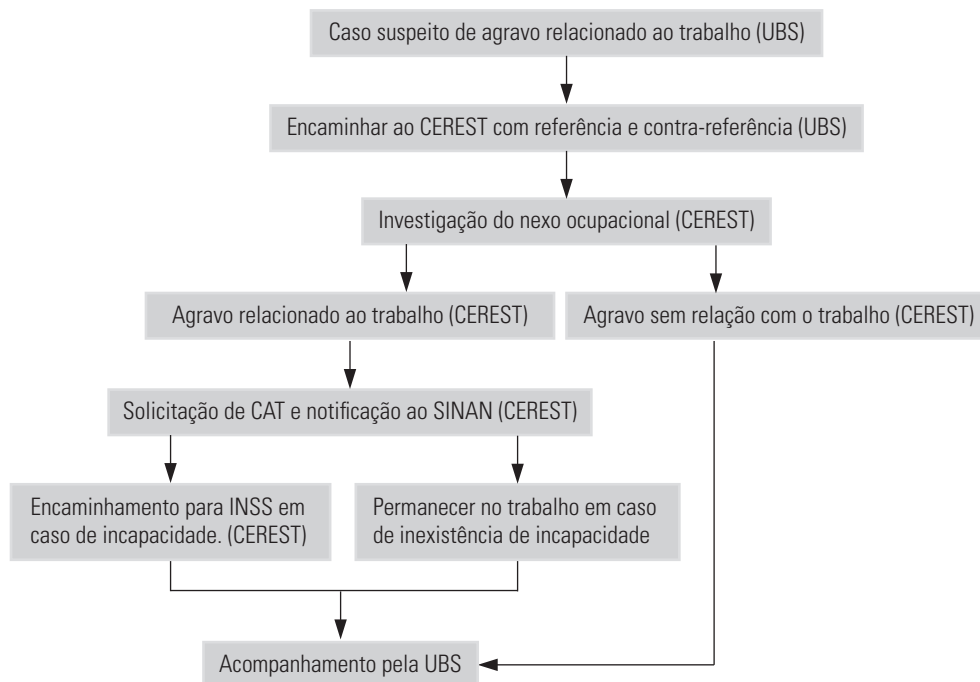 Caso suspeito de agravo relacionado ao trabalho (UBS)
Encaminhar ao CEREST com referência e contra-referência (UBS)
Investigação do nexo ocupacional (CEREST)
Agravo relacionado ao trabalho (CEREST)
Agravo sem relação com o trabalho (CEREST)
Solicitação de CAT e notificação ao SINAN (CEREST)
Encaminhamento para INSS em
caso de incapacidade. (CEREST)
Permanecer no trabalho em caso
de inexistência de incapacidade
Acompanhamento pela UBS